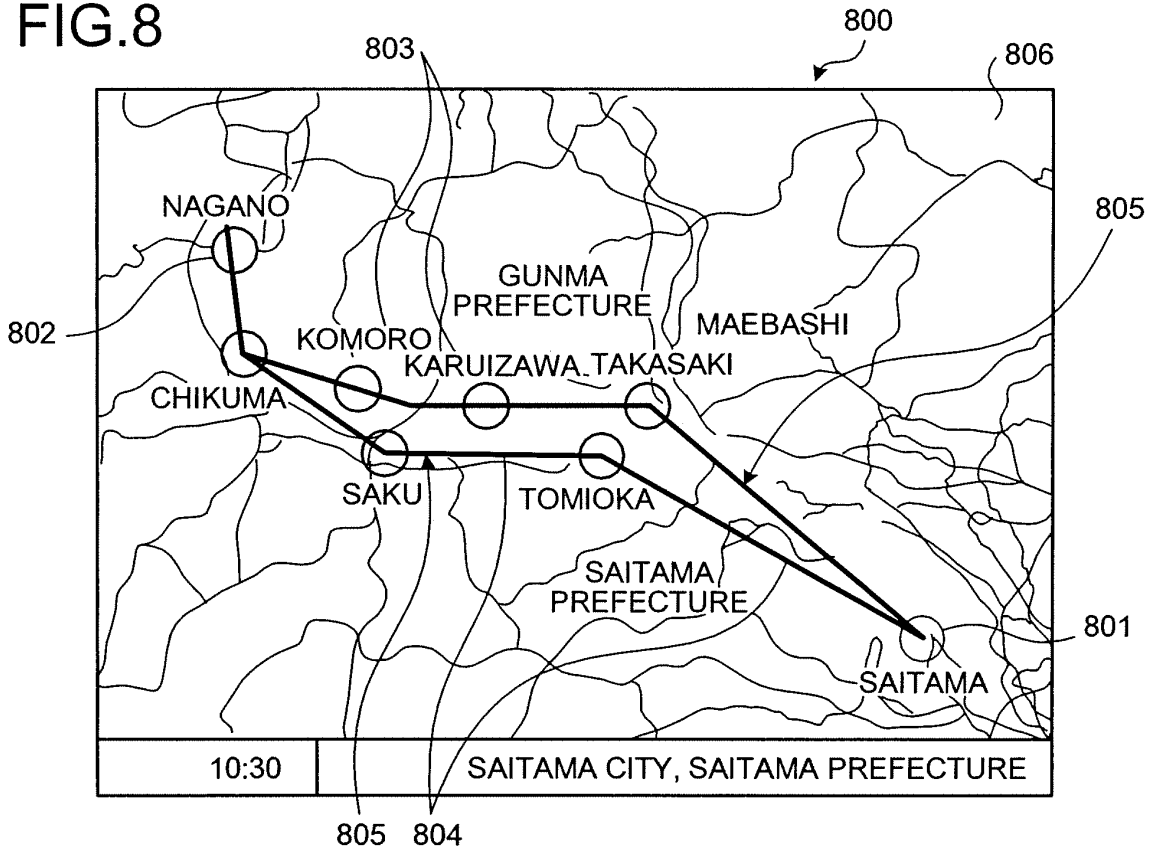 FIG.8
800
803
806
NAGANO
805
GUNMA
PREFECTURE
802
MAEBASHI
KOMORO
KARUIZAWA
TAKASAKI
CHIKUMA
SAKU
TOMIOKA
SAITAMA
PREFECTURE
801
SAITAMA
10:30
SAITAMA CITY, SAITAMA PREFECTURE
805
804